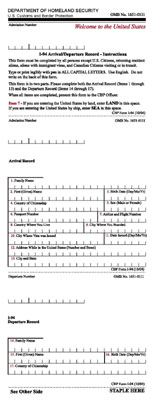 DEPARTMENT OF HOMELAND SECURITY
U.S. Customs and Border Protection
OMB No. 1651-0111
Admission Number
Welcome to the United States
I-94 Arrival/Departure Record - Instructions
This form must be completed by all persons except U.S. Citizens, returning resident
aliens, aliens with immigrant visas, and Canadian Citizens visiting or in transit.
Type or print legibly with pen in ALL CAPITAL LETTERS. Use English. Do not
write on the back of this form.
This form is in two parts. Please complete both the Arrival Record (Items 1 through
13) and the Departure Record (Items 14 through 17).
When all items are completed, present this form to the CBP Officer.
Item 7 - If you are entering the United States by land, enter LAND in this space.
If you are entering the United States by ship, enter SEA in this space.
CBP Form I-94 (10/04)
Admission Number
OMB No. 1651-0111
Arrival Record
1. Family Name
2. First (Given) Name
3. Birth Date (Day/Mo/Yr)
4. Country of Citizenship
5. Sex (Male or Female)
6. Passport Number
7. Airline and Flight Number
8. Country Where You Live
9. City Where You Boarded
10. City Where Visa was Issued
11. Date Issued (Day/Mo/Yr)
12. Address While in the United States (Number and Street)
13. City and State
CBP Form I-94 (10/04)
Departure Number
OMB No. 1651-0111
I-94
Departure Record
14. Family Name
15. First (Given) Name
16. Birth Date (Day/Mo/Yr)
17. Country of Citizenship
CBP Form I-94 (10/04)
See Other Side
STAPLE HERE